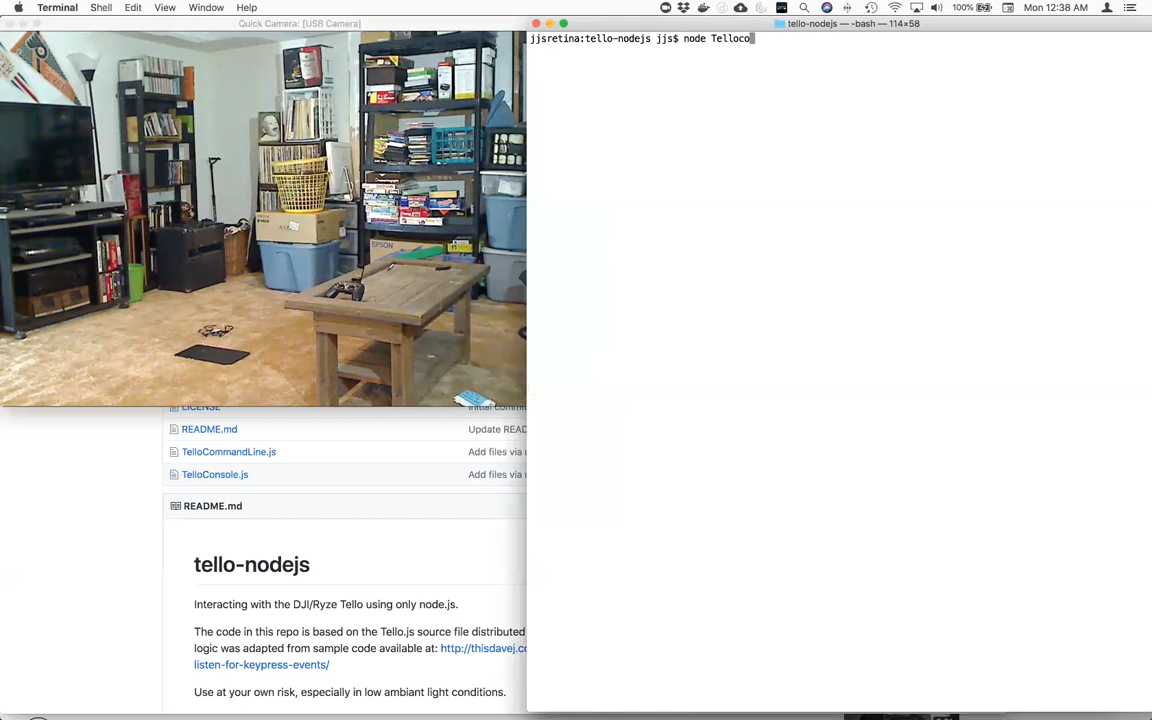 Terminal Shell Edit View Window Help
100%
Mon 12:38 AM
Quick Camera: [USB Camera]
tello-nodejs — -bash — 114×58
jjsretina:tello-nodejs jjs$ node Telloco
EPSON
LICENSE
Initial comm
README.md
Update READ
TelloCommandLine.js
Add files via u
TelloConsole.js
Add files via u
README.md
tello-nodejs
Interacting with the DJI/Ryze Tello using only node.js.
The code in this repo is based on the Tello.js source file distributed
logic was adapted from sample code available at: http://thisdavej.co
listen-for-keypress-events/
Use at your own risk, especially in low ambient light conditions.